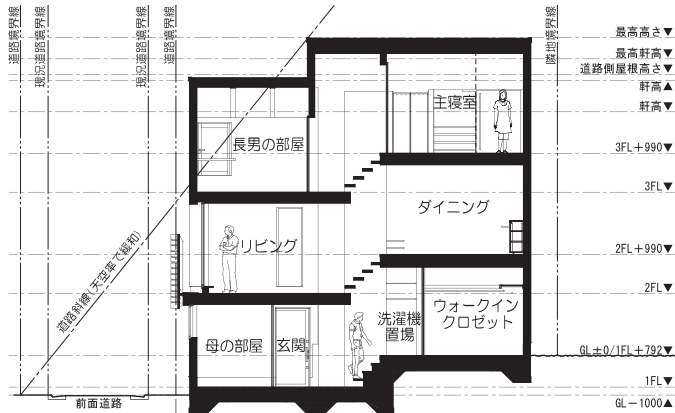 道路境界線
現況道路境界線
現況道路境界線
道路境界線
隣地境界線
最高高さ▼
最高軒高▼
道路側屋根高さ▼
軒高▲
軒高▼
3FL+990▼
3FL▼
2FL+990▼
2FL▼
GL±0/1FL+792▼
1FL▼
GL-1000▲
主寝室
長男の部屋
ダイニング
リビング
道路斜線(天空率で緩和)
ウォークイン
クロゼット
洗濯機
置場
母の部屋
玄関
前面道路